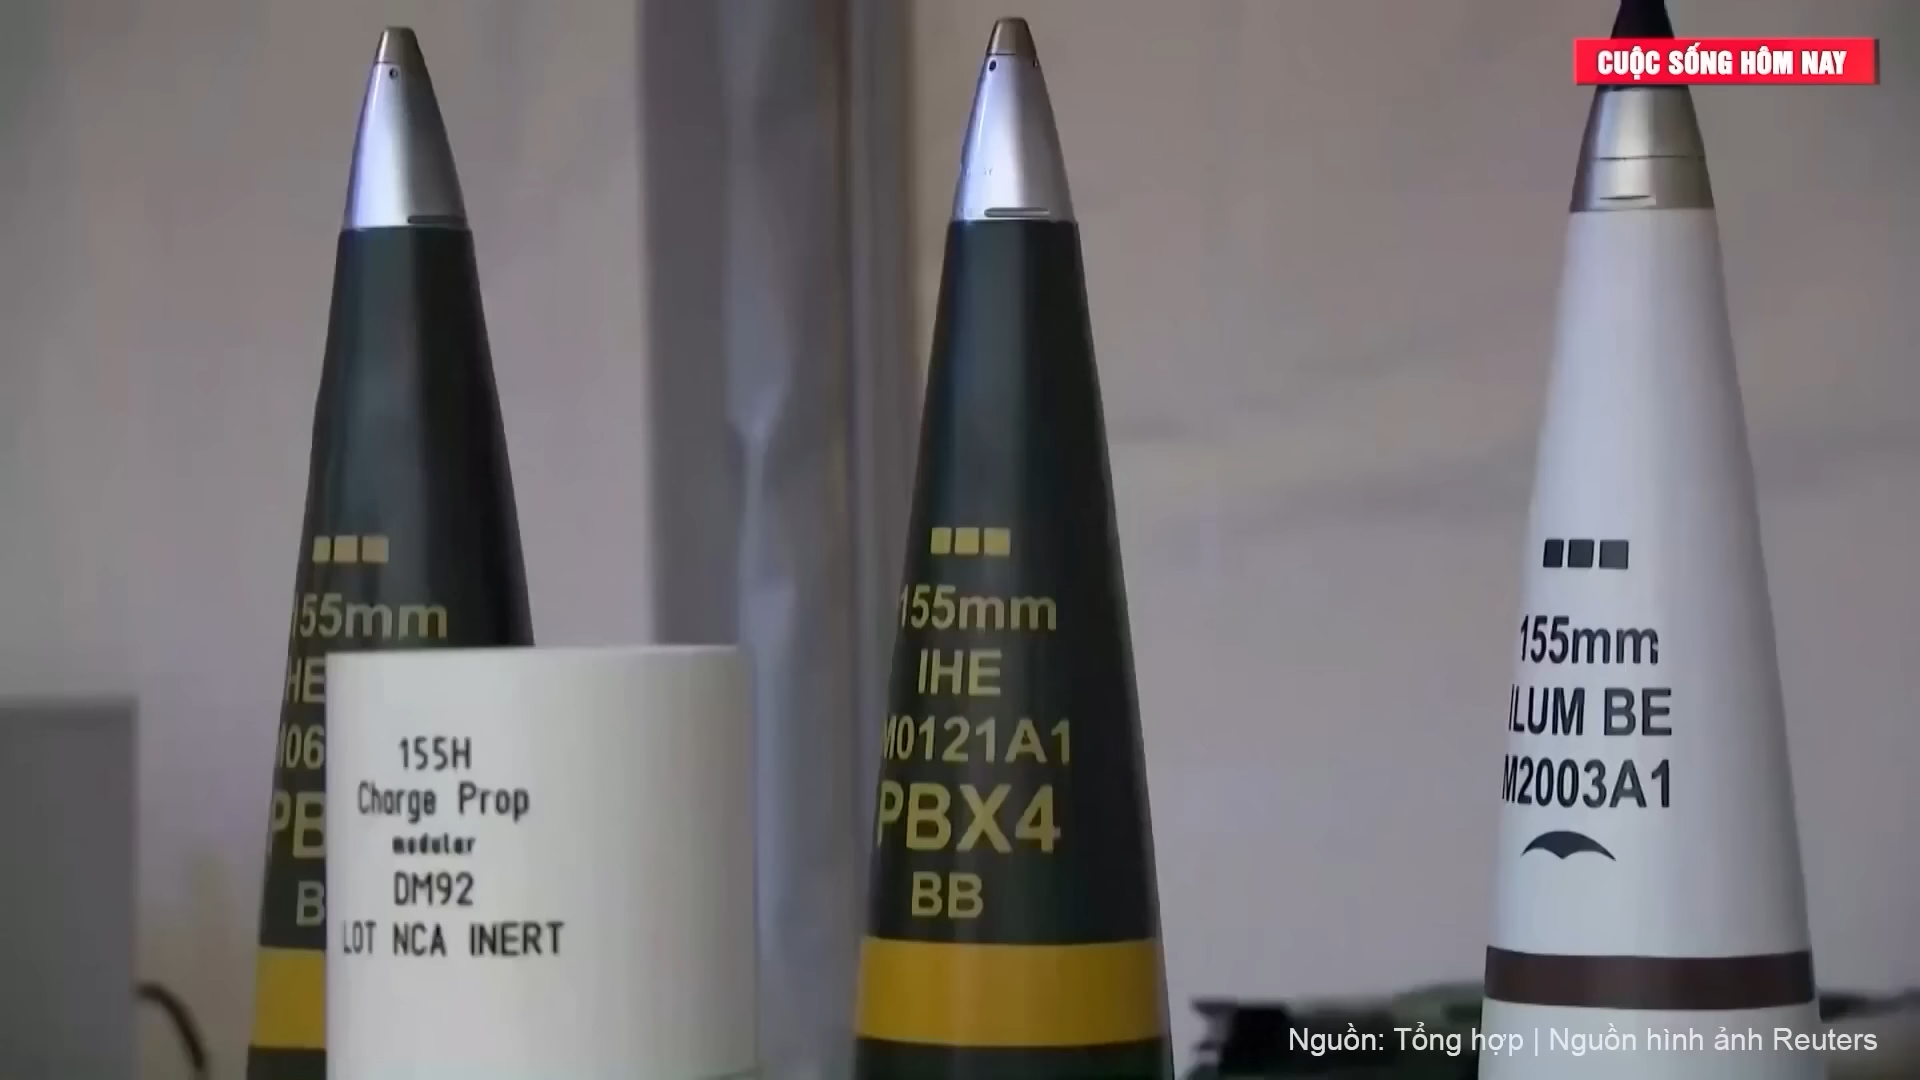 CUỘC SỐNG HÔM NAY
155mm
155H
Charge Prop
modular
DM92
LOT NCA INERT
155mm
IHE
M0121A1
PBX4
BB
155mm
ILUM BE
M2003A1
Nguồn: Tổng hợp | Nguồn hình ảnh Reuters